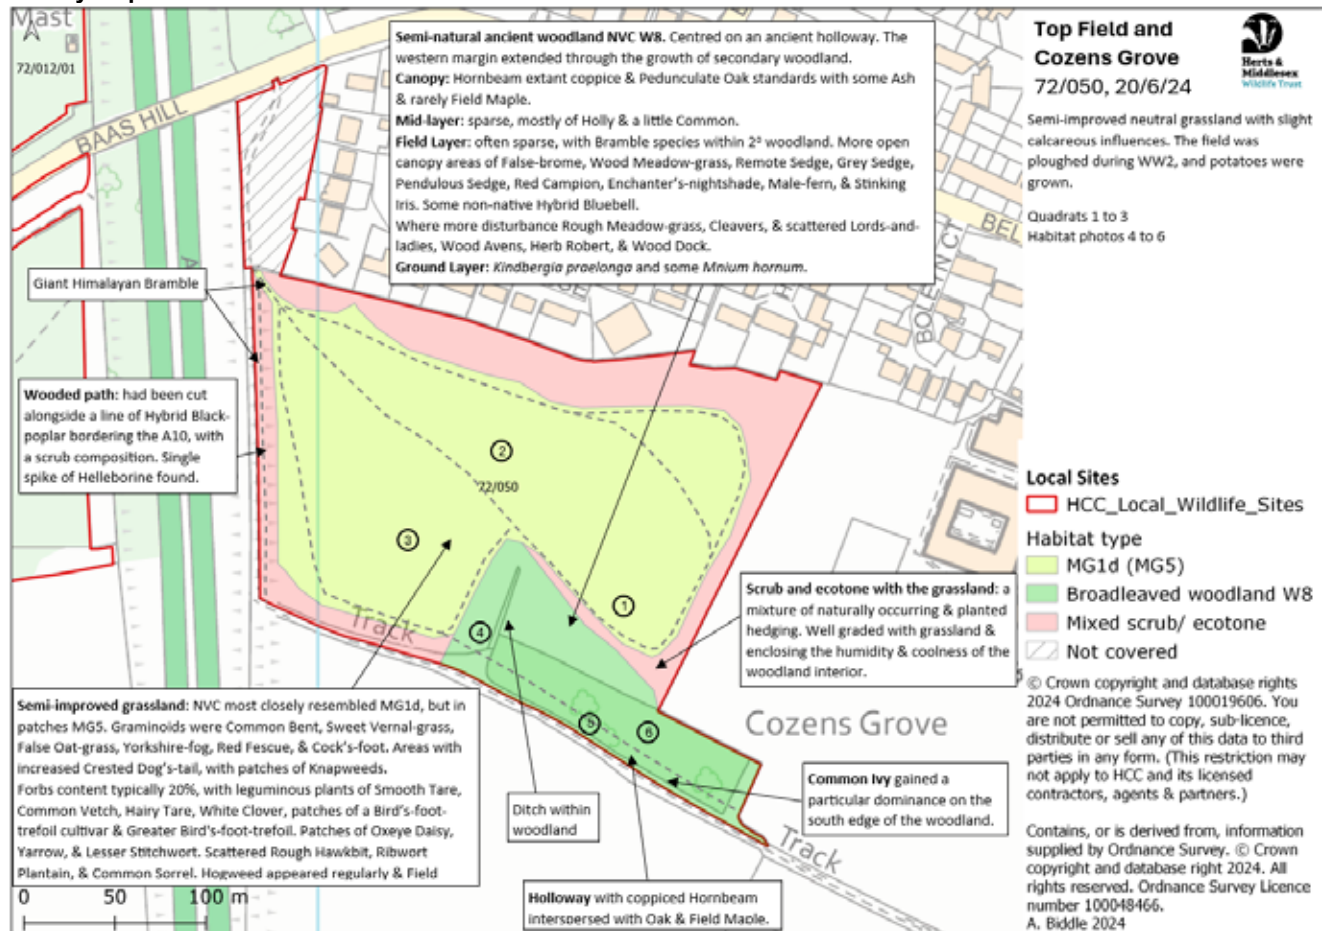 Mast
72/012/01
BAAS HILL
Semi-natural ancient woodland NVC W8. Centred on an ancient holloway. The
western margin extended through the growth of secondary woodland.
Canopy: Hornbeam extant coppice & Pedunculate Oak standards with some Ash
& rarely Field Maple.
Mid-layer: sparse, mostly of Holly & a little Common.
Field Layer: often sparse, with Bramble species within 2ᵃ woodland. More open
canopy areas of False-brome, Wood Meadow-grass, Remote Sedge, Grey Sedge,
Pendulous Sedge, Red Campion, Enchanter's-nightshade, Male-fern, & Stinking
Iris. Some non-native Hybrid Bluebell.
Where more disturbance Rough Meadow-grass, Cleavers, & scattered Lords-and-
ladies, Wood Avens, Herb Robert, & Wood Dock.
Ground Layer: Kindbergia praelonga and some Mnium hornum.
Top Field and
Cozens Grove
72/050, 20/6/24
Herts &
Middlesex
Wildlife Trust
Semi-improved neutral grassland with slight
calcareous influences. The field was
ploughed during WW2, and potatoes were
grown.
Quadrats 1 to 3
Habitat photos 4 to 6
BEL
Giant Himalayan Bramble
Wooded path: had been cut
alongside a line of Hybrid Black-
poplar bordering the A10, with
a scrub composition. Single
spike of Helleborine found.
2
72/050
3
1
4
5
6
Track
Scrub and ecotone with the grassland: a
mixture of naturally occurring & planted
hedging. Well graded with grassland &
enclosing the humidity & coolness of the
woodland interior.
Cozens Grove
Semi-improved grassland: NVC most closely resembled MG1d, but in
patches MG5. Graminoids were Common Bent, Sweet Vernal-grass,
False Oat-grass, Yorkshire-fog, Red Fescue, & Cock's-foot. Areas with
increased Crested Dog's-tail, with patches of Knapweeds.
Forbs content typically 20%, with leguminous plants of Smooth Tare,
Common Vetch, Hairy Tare, White Clover, patches of a Bird's-foot-
trefoil cultivar & Greater Bird's-foot-trefoil. Patches of Oxeye Daisy,
Yarrow, & Lesser Stitchwort. Scattered Rough Hawkbit, Ribwort
Plantain, & Common Sorrel. Hogweed appeared regularly & Field
Ditch within
woodland
Common Ivy gained a
particular dominance on the
south edge of the woodland.
Track
Holloway with coppiced Hornbeam
interspersed with Oak & Field Maple.
0 50 100 m
Local Sites
HCC_Local_Wildlife_Sites
Habitat type
MG1d (MG5)
Broadleaved woodland W8
Mixed scrub/ ecotone
Not covered
© Crown copyright and database rights
2024 Ordnance Survey 100019606. You
are not permitted to copy, sub-licence,
distribute or sell any of this data to third
parties in any form. (This restriction may
not apply to HCC and its licensed
contractors, agents & partners.)
Contains, or is derived from, information
supplied by Ordnance Survey. © Crown
copyright and database right 2024. All
rights reserved. Ordnance Survey Licence
number 100048466.
A. Biddle 2024